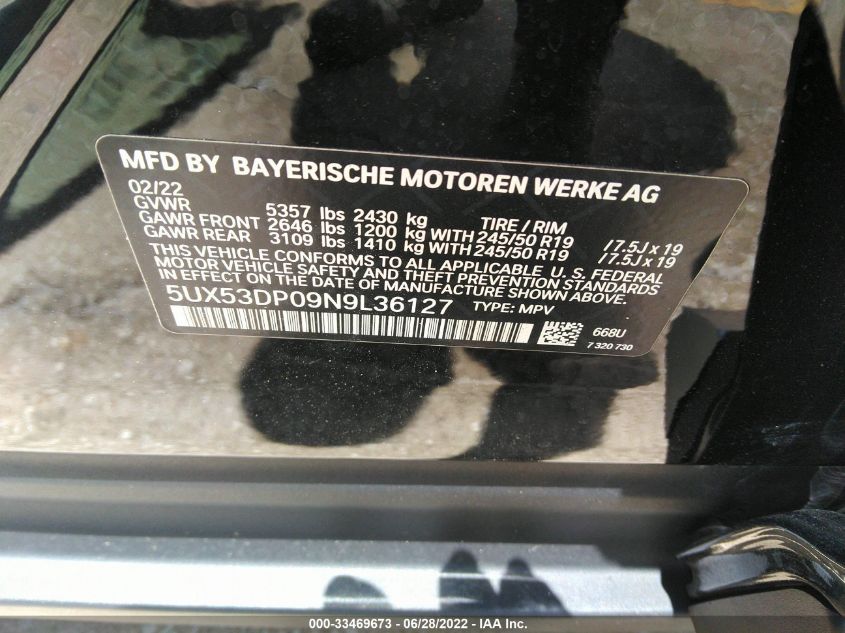 MFD BY BAYERISCHE MOTOREN WERKE AG
02/22
GVWR 5357 lbs 2430 kg TIRE / RIM
GAWR FRONT 2646 lbs 1200 kg WITH 245/50 R19 / 7.5J x 19
GAWR REAR 3109 lbs 1410 kg WITH 245/50 R19 / 7.5J x 19
THIS VEHICLE CONFORMS TO ALL APPLICABLE U. S. FEDERAL
MOTOR VEHICLE SAFETY AND THEFT PREVENTION STANDARDS
IN EFFECT ON THE DATE OF MANUFACTURE SHOWN ABOVE.
5UX53DP09N9L36127 TYPE: MPV
668U
7 320 730
000-33469673 / 06/28/2022 - IAA Inc.